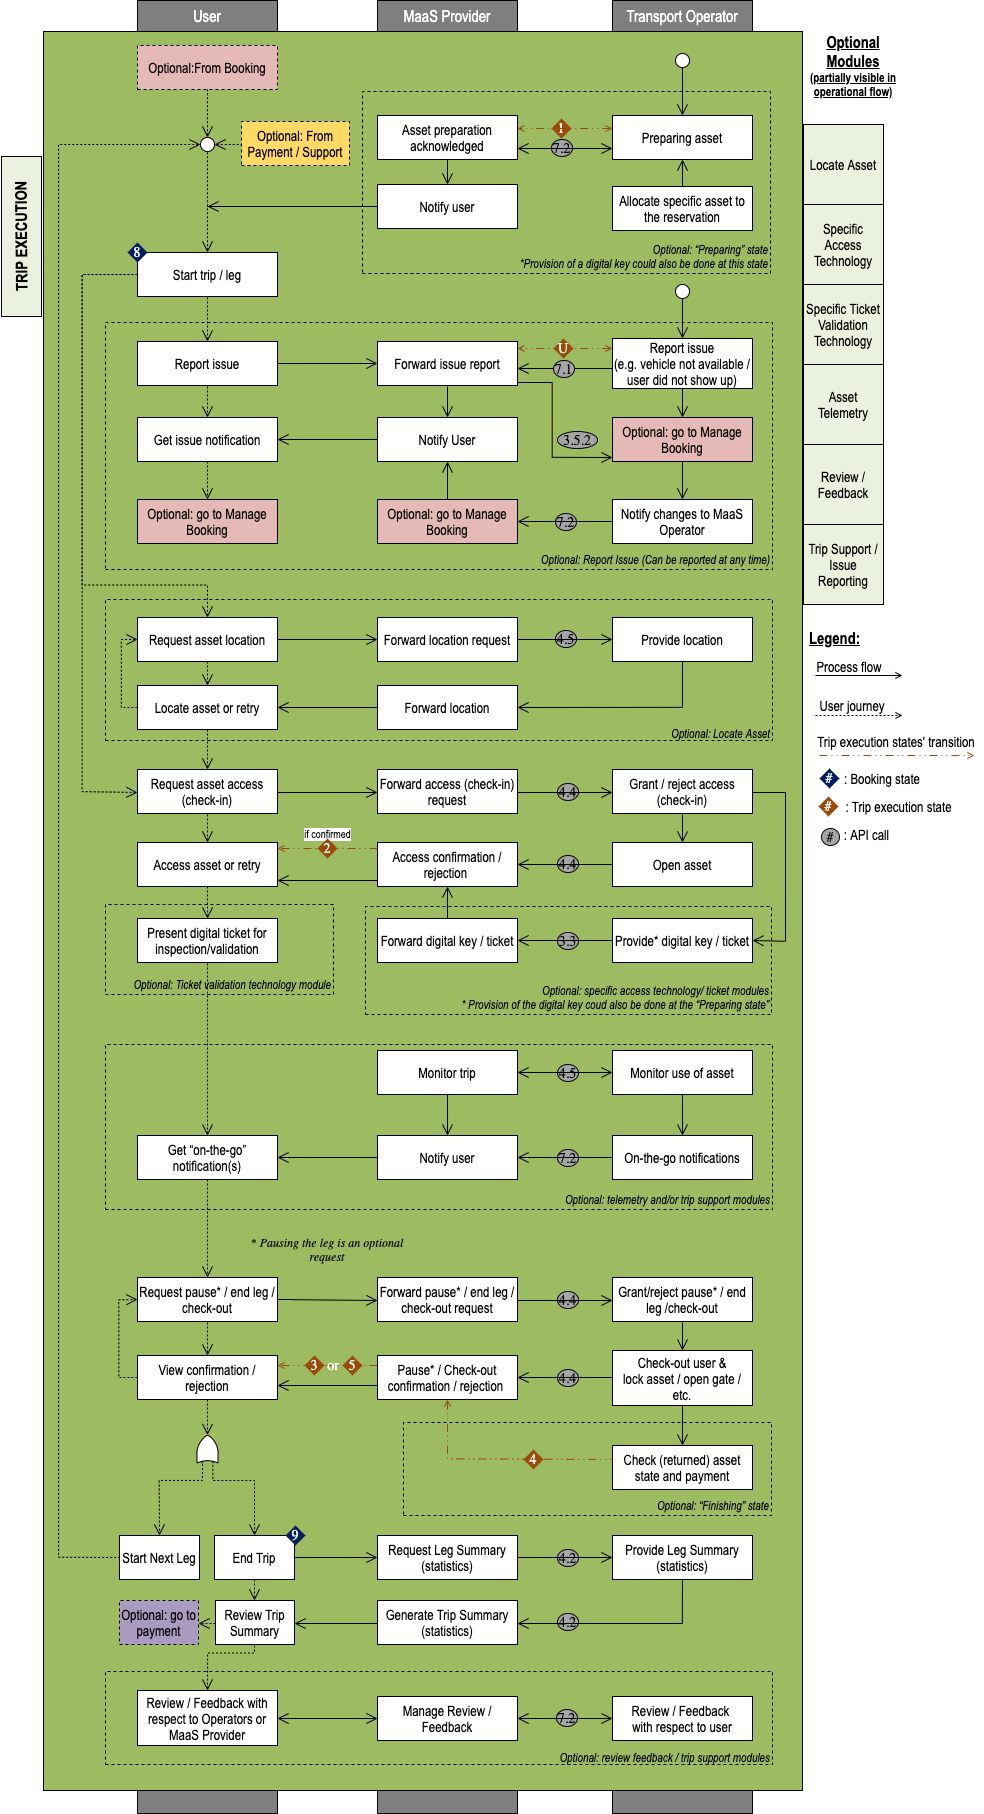 User
MaaS Provider
Transport Operator
TRIP EXECUTION
Optional:From Booking
Optional: From
Payment / Support
Asset preparation
acknowledged
!
7.2
Preparing asset
Notify user
Allocate specific asset to
the reservation
Optional: "Preparing" state
*Provision of a digital key could also be done at this state
8
Start trip / leg
Report issue
Forward issue report
U
7.1
Report issue
(e.g. vehicle not available /
user did not show up)
Get issue notification
Notify User
3.5.2
Optional: go to Manage
Booking
Optional: go to Manage
Booking
Optional: go to Manage
Booking
7.2
Notify changes to MaaS
Operator
Optional: Report Issue (Can be reported at any time)
Request asset location
Forward location request
4.5
Provide location
Locate asset or retry
Forward location
Optional: Locate Asset
Request asset access
(check-in)
Forward access (check-in)
request
4.4
Grant / reject access
(check-in)
if confirmed
2
Access asset or retry
Access confirmation /
rejection
4.4
Open asset
Present digital ticket for
inspection/validation
Forward digital key / ticket
3.3
Provide* digital key / ticket
Optional: Ticket validation technology module
Optional: specific access technology/ ticket modules
* Provision of the digital key coud also be done at the "Preparing state"
Monitor trip
4.5
Monitor use of asset
Get "on-the-go"
notification(s)
Notify user
7.2
On-the-go notifications
Optional: telemetry and/or trip support modules
* Pausing the leg is an optional
request
Request pause* / end leg /
check-out
Forward pause* / end leg /
check-out request
4.4
Grant/reject pause* / end
leg /check-out
View confirmation /
rejection
3 or 5
Pause* / Check-out
confirmation / rejection
4.4
Check-out user &
lock asset / open gate /
etc.
4
Check (returned) asset
state and payment
Optional: "Finishing" state
Start Next Leg
9
End Trip
Request Leg Summary
(statistics)
4.2
Provide Leg Summary
(statistics)
Optional: go to
payment
Review Trip
Summary
Generate Trip Summary
(statistics)
4.2
Review / Feedback with
respect to Operators or
MaaS Provider
Manage Review /
Feedback
7.2
Review / Feedback
with respect to user
Optional: review feedback / trip support modules
Optional
Modules
(partially visible in
operational flow)
Locate Asset
Specific
Access
Technology
Specific Ticket
Validation
Technology
Asset
Telemetry
Review /
Feedback
Trip Support /
Issue
Reporting
Legend:
Process flow
User journey
Trip execution states' transition
# : Booking state
# : Trip execution state
# : API call